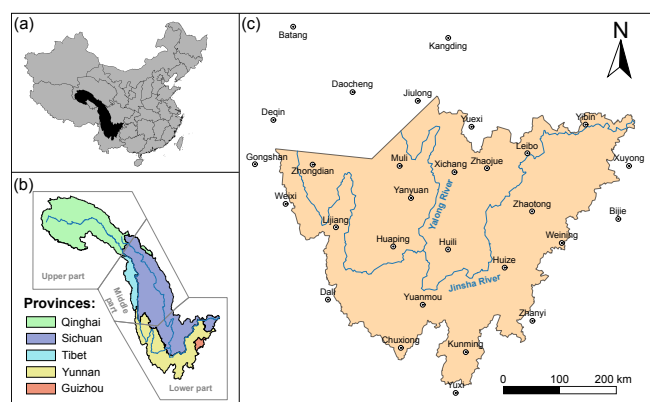 (a)
(b)
Upper part
Middle
part
Lower part
Provinces:
Qinghai
Sichuan
Tibet
Yunnan
Guizhou
(c)
N
Batang
Kangding
Daocheng
Jiulong
Deqin
Yuexi
Yibin
Leibo
Gongshan
Zhongdian
Muli
Xichang
Zhaojue
Xuyong
Weixi
Yanyuan
Yalong River
Zhaotong
Bijie
Lijiang
Huaping
Huili
Weining
Huize
Jinsha River
Dali
Yuanmou
Zhanyi
Chuxiong
Kunming
Yuxi
0 100 200 km